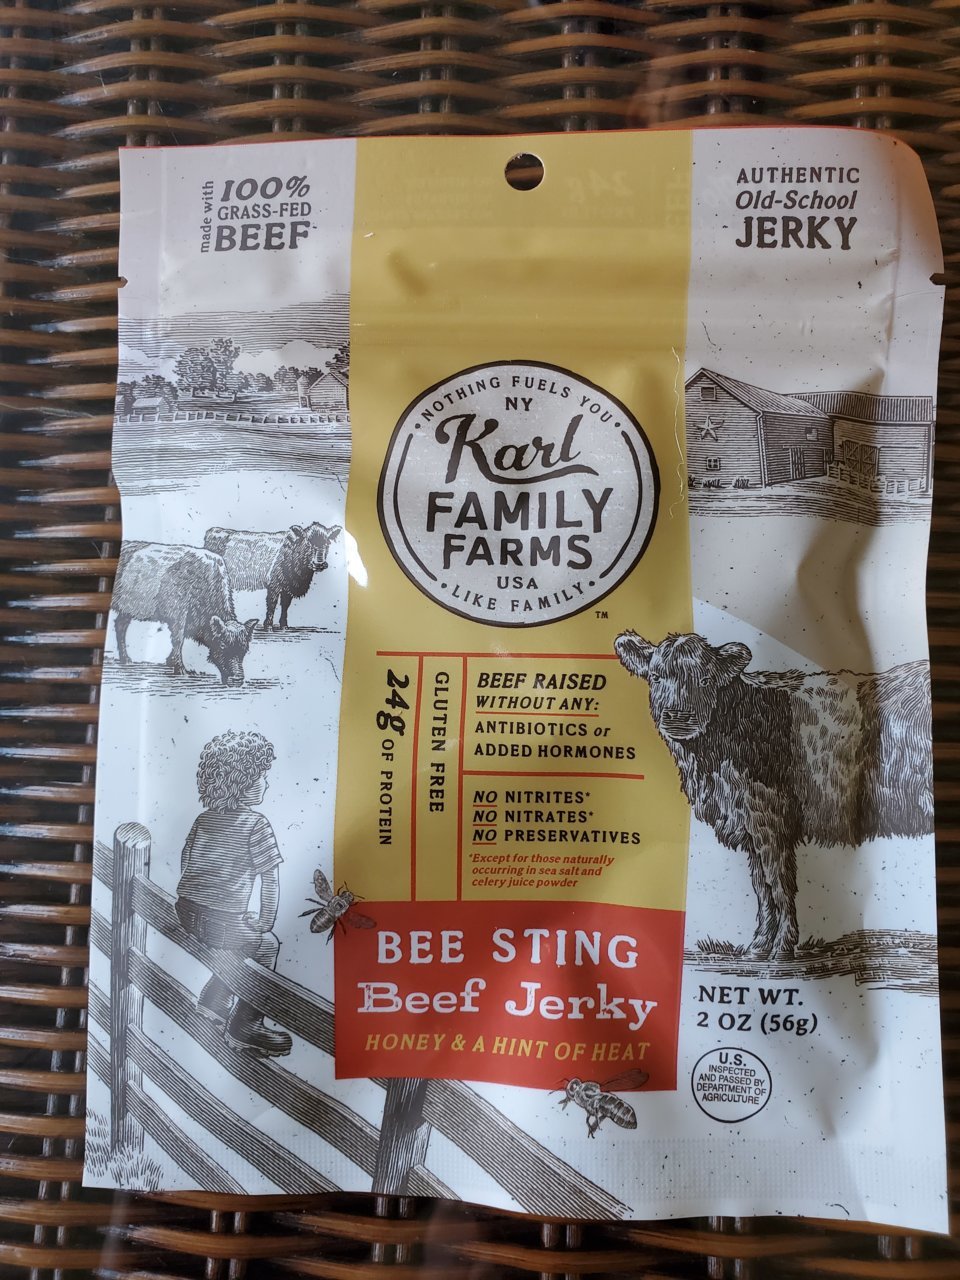 made with
100%
GRASS-FED
BEEF
AUTHENTIC
Old-School
JERKY
NOTHING FUELS YOU
NY
Karl
FAMILY
FARMS
USA
LIKE FAMILY
TM
24g OF PROTEIN
GLUTEN FREE
BEEF RAISED
WITHOUT ANY:
ANTIBIOTICS or
ADDED HORMONES
NO NITRITES*
NO NITRATES*
NO PRESERVATIVES
*Except for those naturally
occurring in sea salt and
celery juice powder
BEE STING
Beef Jerky
HONEY & A HINT OF HEAT
NET WT.
2 OZ (56g)
U.S.
INSPECTED
AND PASSED BY
DEPARTMENT OF
AGRICULTURE